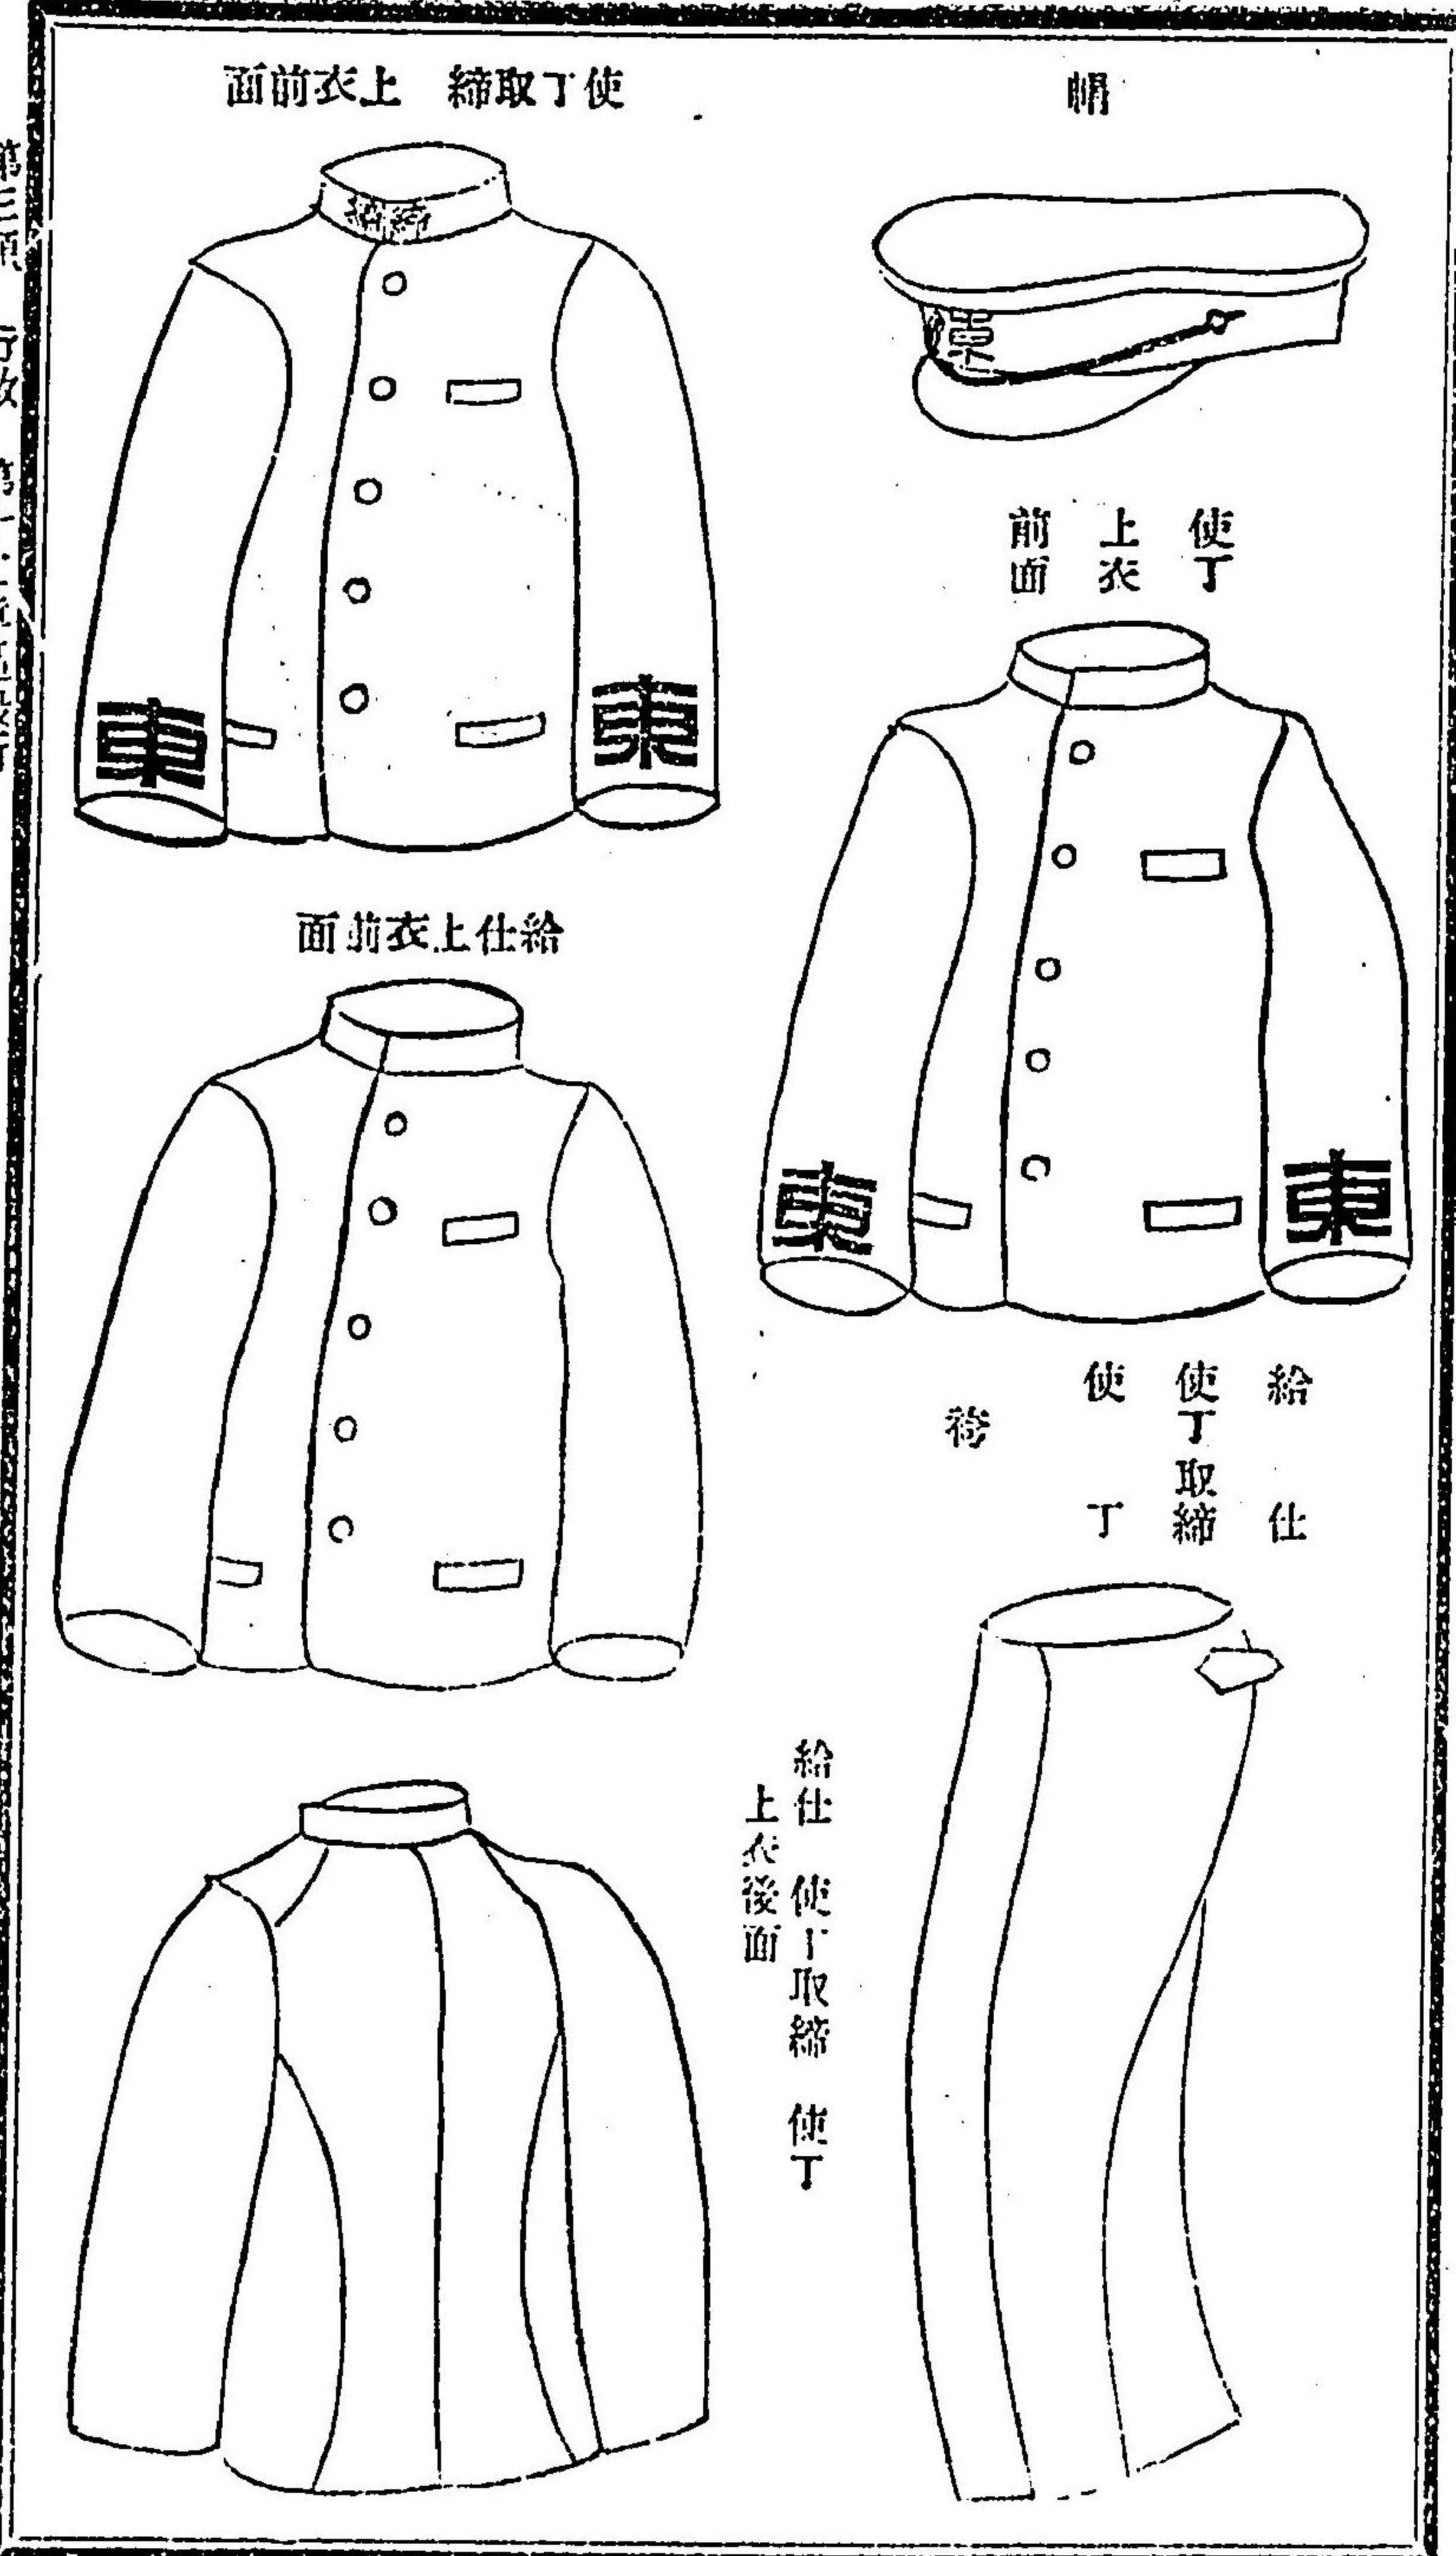 帽
東
使丁
上衣
前面
東
東
給仕
使丁取締
使丁
袴
使丁取締 上衣前面
取締
東
東
給仕上衣前面
給仕 使丁取締 使丁
上衣後面